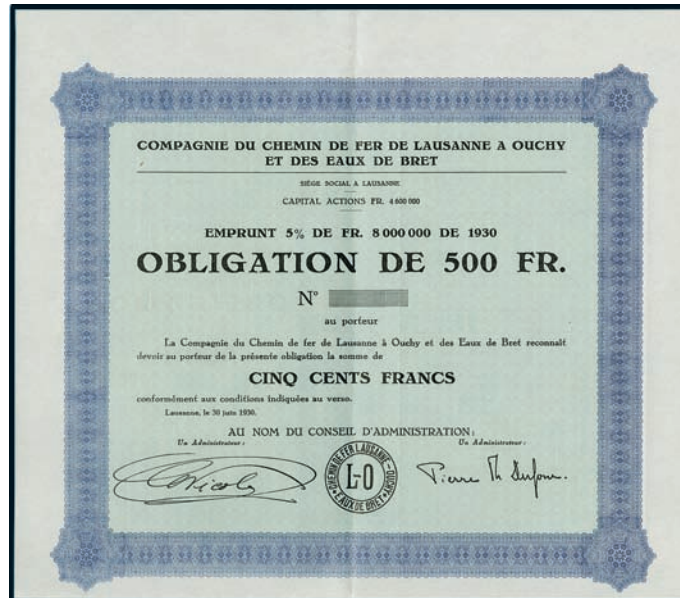 COMPAGNIE DU CHEMIN DE FER DE LAUSANNE A OUCHY
ET DES EAUX DE BRET
SIÈGE SOCIAL A LAUSANNE
CAPITAL ACTIONS FR. 4 600 000
EMPRUNT 5% DE FR. 8 000 000 DE 1930
OBLIGATION DE 500 FR.
N°
au porteur
La Compagnie du Chemin de fer de Lausanne à Ouchy et des Eaux de Bret reconnaît
devoir au porteur de la présente obligation la somme de
CINQ CENTS FRANCS
conformément aux conditions indiquées au verso.
Lausanne, le 30 juin 1930.
AU NOM DU CONSEIL D'ADMINISTRATION:
Un Administrateur: Un Administrateur:
CHEMIN DE FER LAUSANNE - OUCHY
L-O
EAUX DE BRET
Pierre Th Dufour.